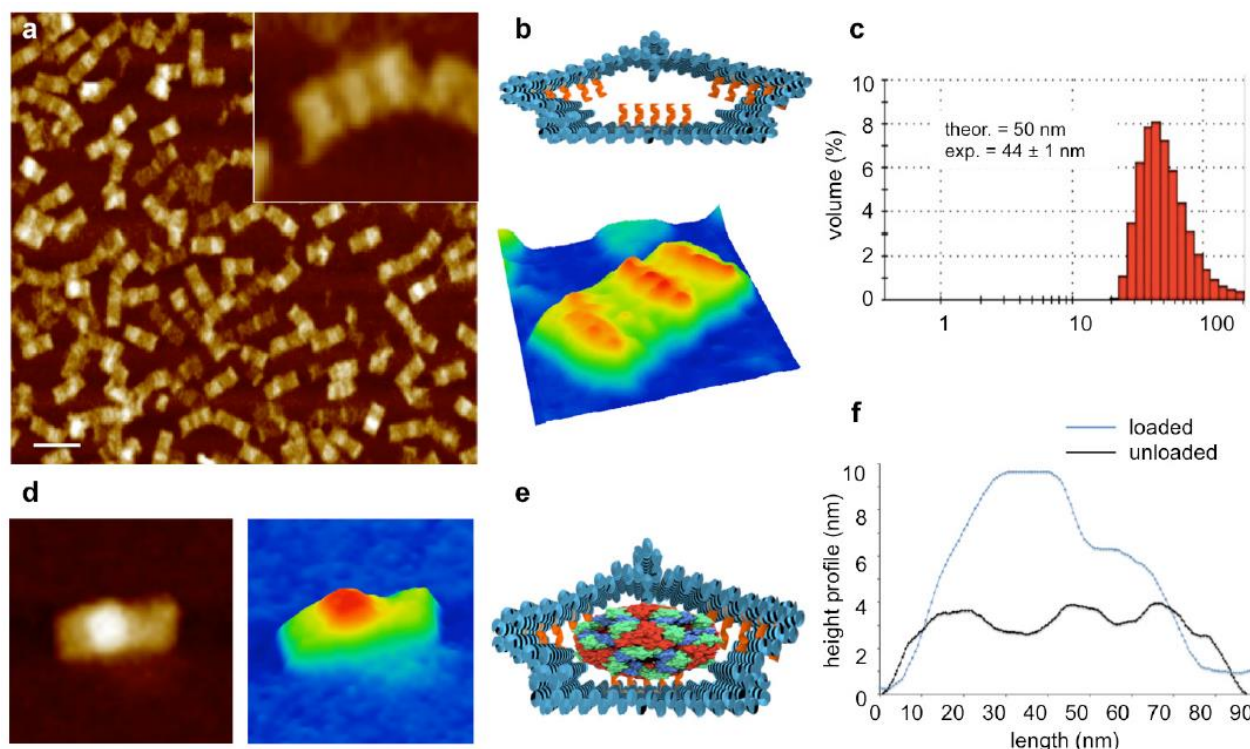 a
b
c
10
8
6
4
2
0
volume (%)
theor. = 50 nm
exp. = 44 ± 1 nm
1
10
100
d
e
f
loaded
unloaded
10
8
6
4
2
0
height profile (nm)
0
10
20
30
40
50
60
70
80
90
length (nm)